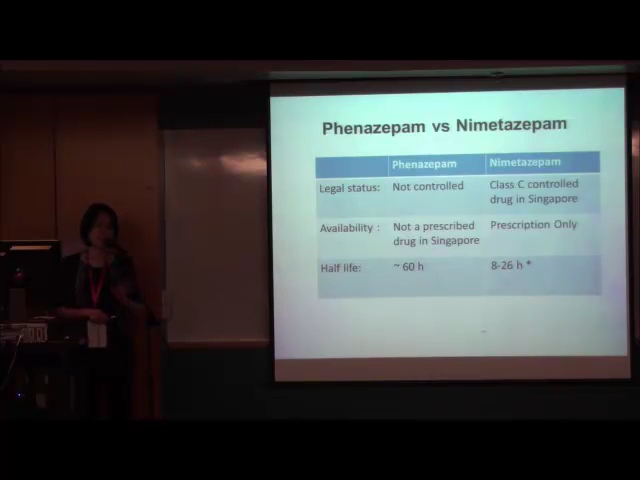 Phenazepam vs Nimetazepam
Phenazepam Nimetazepam
Legal status: Not controlled Class C controlled
drug in Singapore
Availability : Not a prescribed Prescription Only
drug in Singapore
Half life: ~ 60 h 8-26 h *